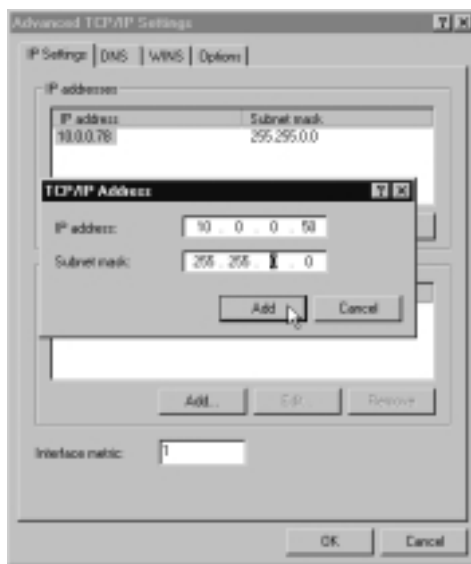 Advanced TCP/IP Settings
IP Settings DNS WINS Options
IP addresses
IP address Subnet mask
10.0.0.78 255.255.0.0
TCP/IP Address
IP address: 10 . 0 . 0 .
Subnet mask: 255 . 255 . . 0
Add Cancel
Add... Edit... Remove
Interface metric: 1
OK Cancel